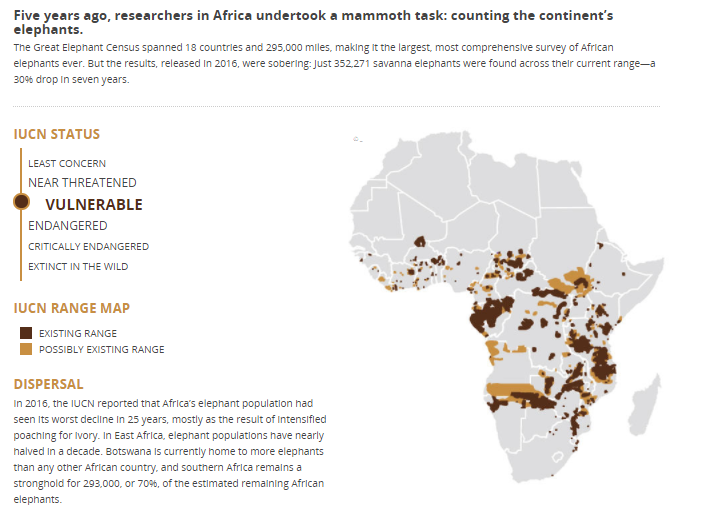 Five years ago, researchers in Africa undertook a mammoth task: counting the continent's
elephants.
The Great Elephant Census spanned 18 countries and 295,000 miles, making it the largest, most comprehensive survey of African
elephants ever. But the results, released in 2016, were sobering: Just 352,271 savanna elephants were found across their current range—a
30% drop in seven years.
IUCN STATUS
LEAST CONCERN
NEAR THREATENED
VULNERABLE
ENDANGERED
CRITICALLY ENDANGERED
EXTINCT IN THE WILD
IUCN RANGE MAP
EXISTING RANGE
POSSIBLY EXISTING RANGE
DISPERSAL
In 2016, the IUCN reported that Africa's elephant population had
seen its worst decline in 25 years, mostly as the result of intensified
poaching for ivory. In East Africa, elephant populations have nearly
halved in a decade. Botswana is currently home to more elephants
than any other African country, and southern Africa remains a
stronghold for 293,000, or 70%, of the estimated remaining African
elephants.